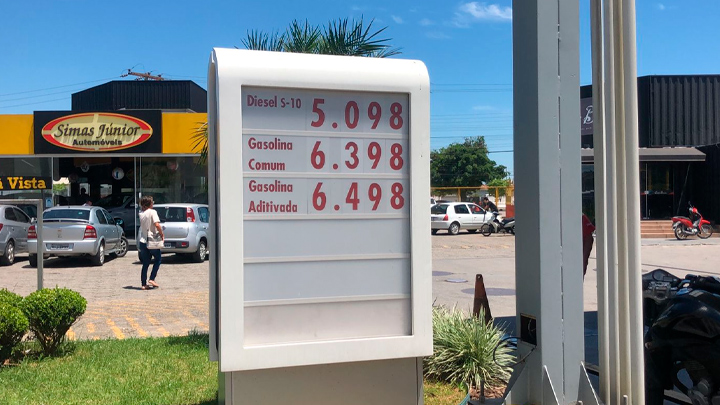 Simas Júnior
Automóveis
à Vista
Diesel S-10 5.098
Gasolina
Comum 6.398
Gasolina
Aditivada 6.498